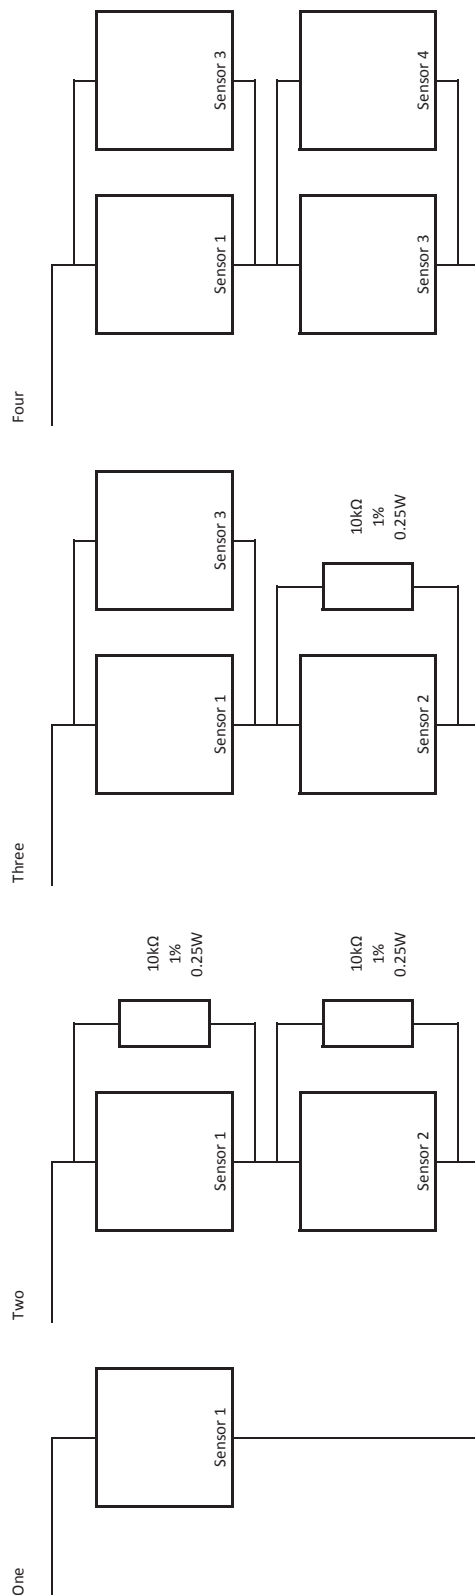 One
Sensor 1
Two
10kΩ
1%
0.25W
Sensor 1
10kΩ
1%
0.25W
Sensor 2
Three
Sensor 1
Sensor 3
10kΩ
1%
0.25W
Sensor 2
Four
Sensor 1
Sensor 3
Sensor 3
Sensor 4